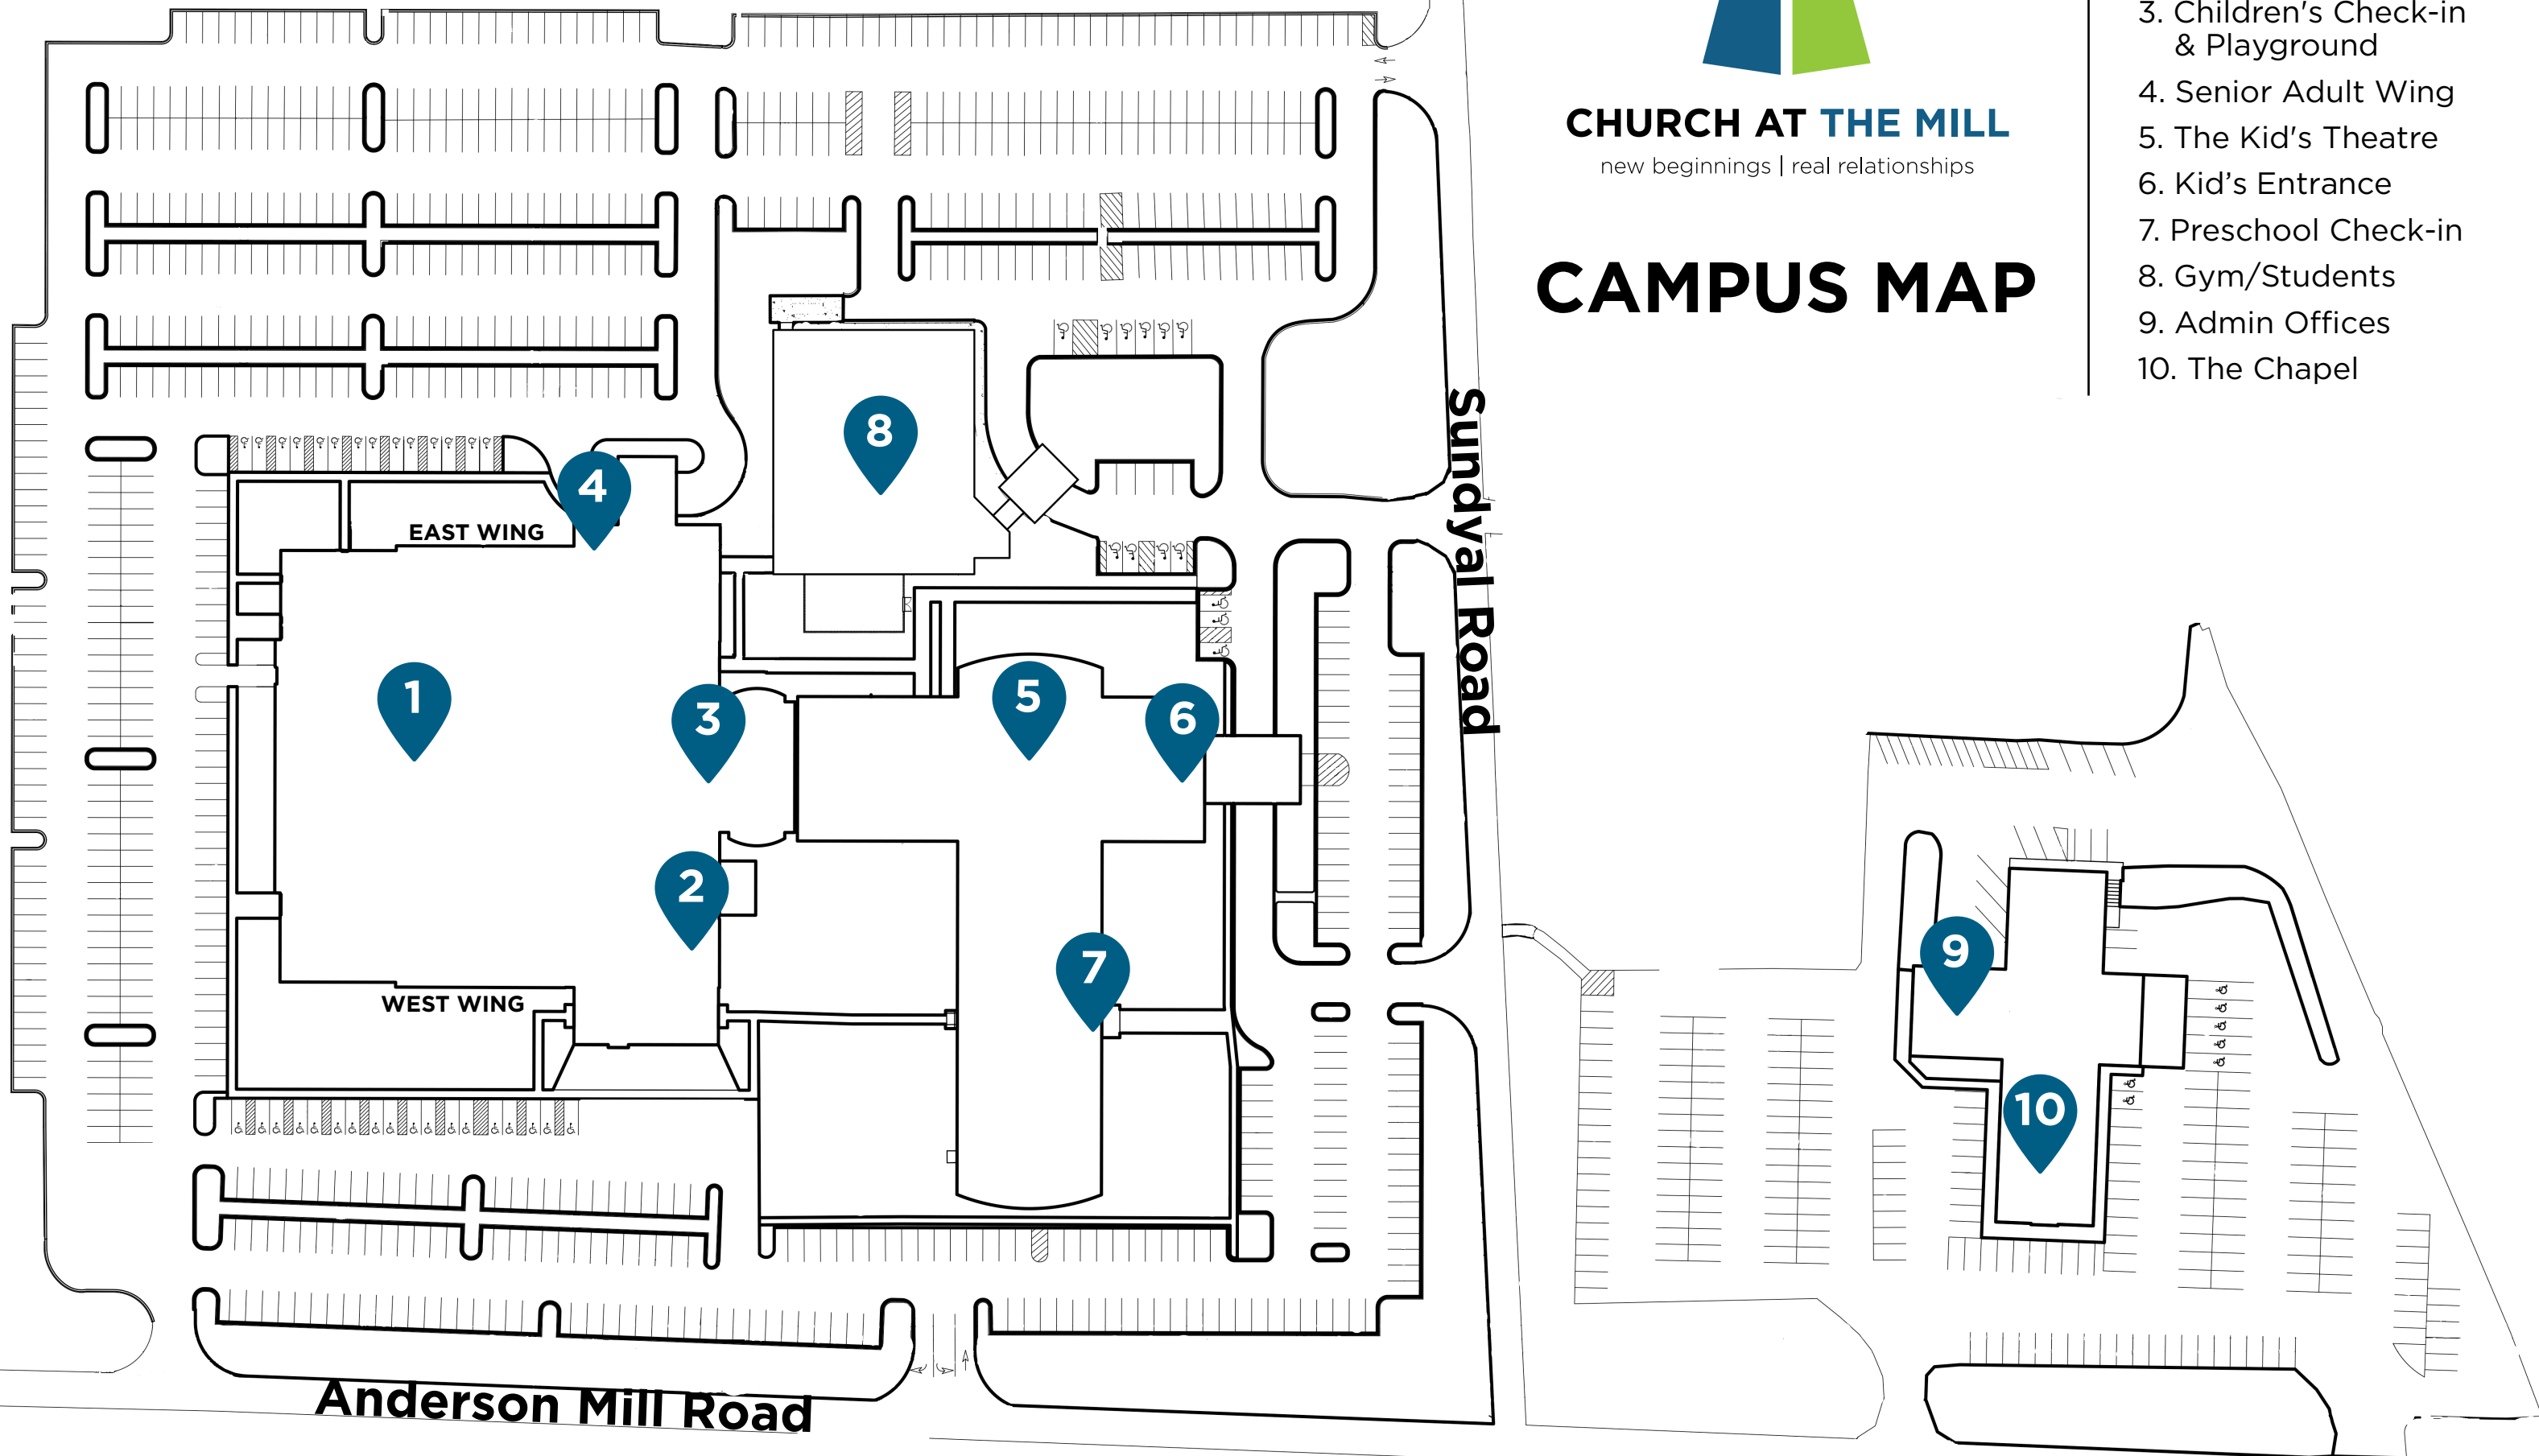 CHURCH AT THE MILL
new beginnings | real relationships
CAMPUS MAP
3. Children's Check-in
& Playground
4. Senior Adult Wing
5. The Kid's Theatre
6. Kid’s Entrance
7. Preschool Check-in
8. Gym/Students
9. Admin Offices
10. The Chapel
8
4
EAST WING
Sundyal Road
1
3
5
6
2
7
9
WEST WING
10
Anderson Mill Road